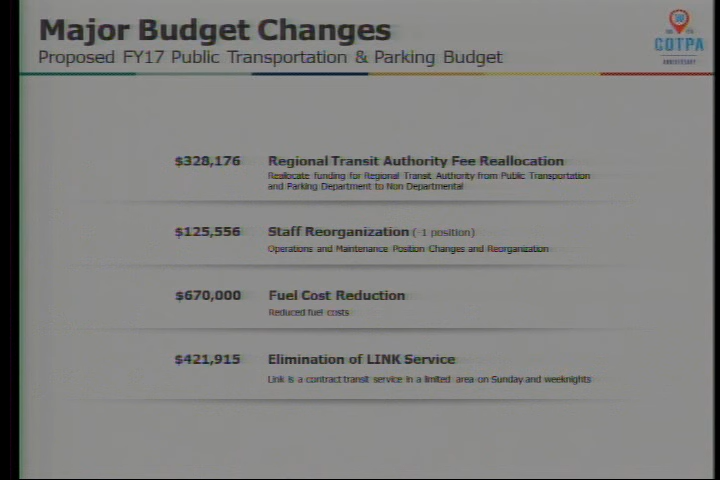 Major Budget Changes
Proposed FY17 Public Transportation & Parking Budget
COTPA
ANNIVERSARY
$328,176 Regional Transit Authority Fee Reallocation
Reallocate funding for Regional Transit Authority from Public Transportation
and Parking Department to Non Departmental
$125,556 Staff Reorganization (-1 position)
Operations and Maintenance Position Changes and Reorganization
$670,000 Fuel Cost Reduction
Reduced fuel costs
$421,915 Elimination of LINK Service
Link is a contract transit service in a limited area on Sunday and weeknights